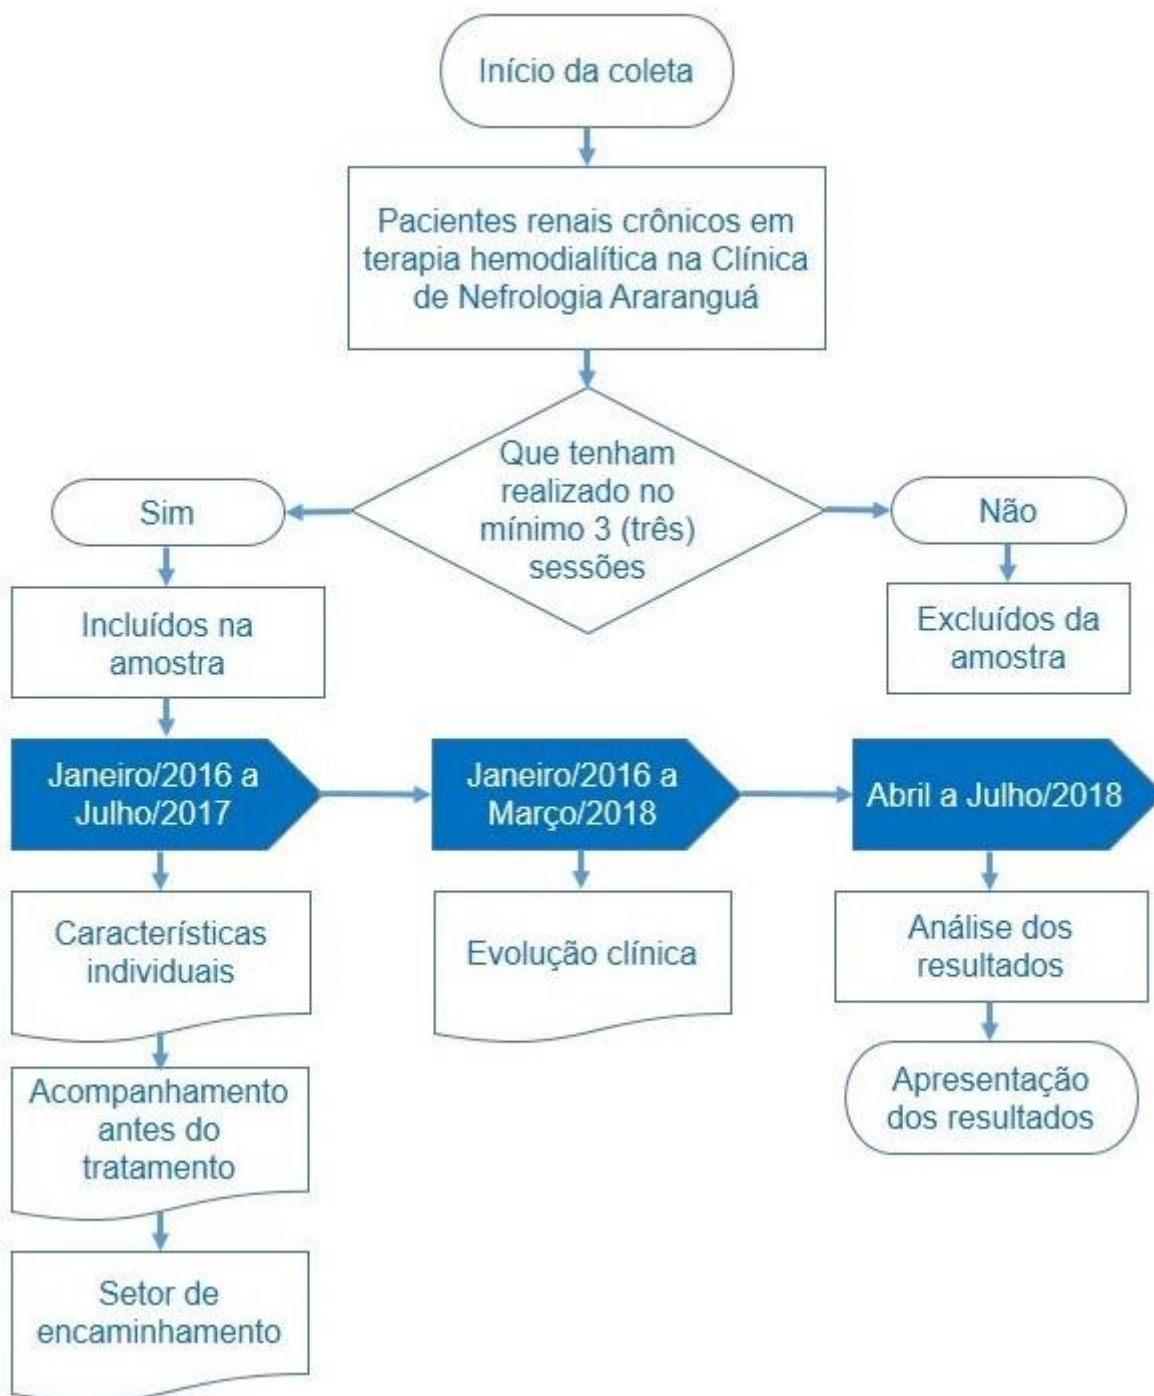 Início da coleta
Pacientes renais crônicos em
terapia hemodialítica na Clínica
de Nefrologia Araranguá
Que tenham
realizado no
mínimo 3 (três)
sessões
Sim
Não
Incluídos na
amostra
Excluídos da
amostra
Janeiro/2016 a
Julho/2017
Janeiro/2016 a
Março/2018
Abril a Julho/2018
Características
individuais
Evolução clínica
Análise dos
resultados
Acompanhamento
antes do
tratamento
Apresentação
dos resultados
Setor de
encaminhamento